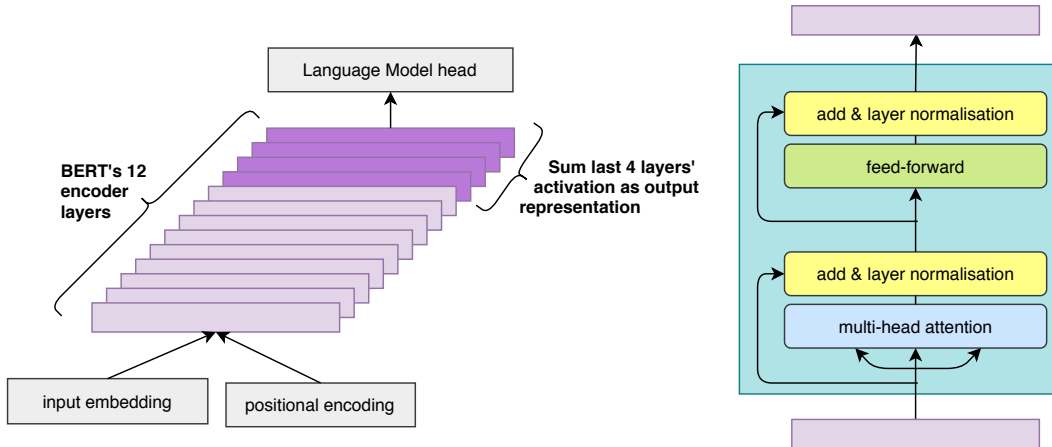 Language Model head
BERT's 12
encoder
layers
Sum last 4 layers'
activation as output
representation
input embedding
positional encoding
add & layer normalisation
feed-forward
add & layer normalisation
multi-head attention